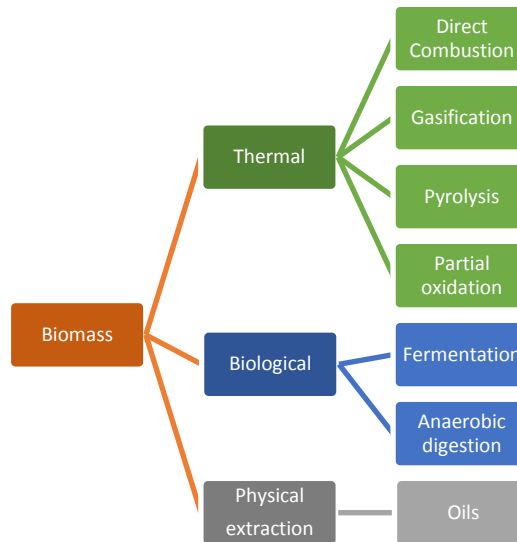 Direct
Combustion
Gasification
Thermal
Pyrolysis
Partial
oxidation
Biomass
Biological
Fermentation
Anaerobic
digestion
Physical
extraction
Oils